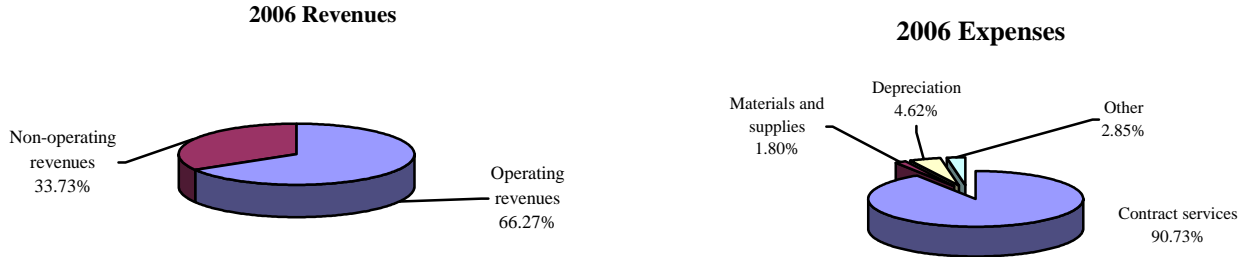 2006 Revenues
Non-operating
revenues
33.73%
Operating
revenues
66.27%
2006 Expenses
Materials and
supplies
1.80%
Depreciation
4.62%
Other
2.85%
Contract services
90.73%